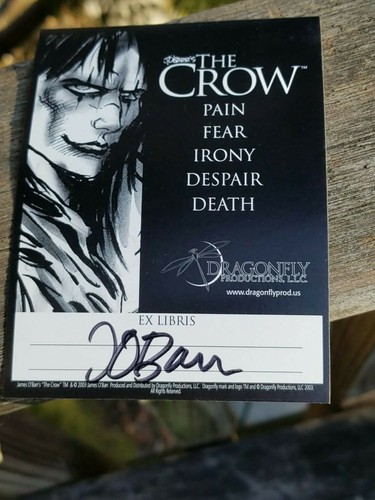 J.O'Barr's THE
CROW™
PAIN
FEAR
IRONY
DESPAIR
DEATH
DRAGONFLY
PRODUCTIONS, L.L.C.
www.dragonflyprod.us
EX LIBRIS
JOBarr
James O'Barr's "The Crow" TM & © 2003 James O'Barr. Produced and Distributed by Dragonfly Productions, LLC. Dragonfly mark and logo TM and © Dragonfly Productions, LLC 2003.
All Rights Reserved.